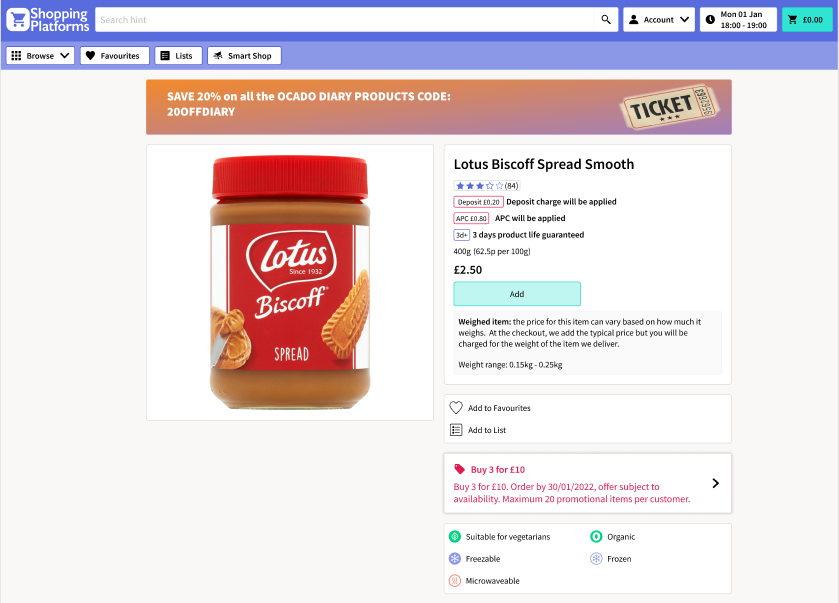 Shopping
Platforms
Search hint
Account
Mon 01 Jan
18:00 - 19:00
£0.00
Browse
Favourites
Lists
Smart Shop
SAVE 20% on all the OCADO DIARY PRODUCTS CODE:
20OFFDIARY
TICKET
Lotus
Since 1932
Biscoff
SPREAD
Lotus Biscoff Spread Smooth
(84)
Deposit £0.20 Deposit charge will be applied
APC £0.80 APC will be applied
3d+ 3 days product life guaranteed
400g (62.5p per 100g)
£2.50
Add
Weighed item: the price for this item can vary based on how much it
weighs. At the checkout, we add the typical price but you will be
charged for the weight of the item we deliver.
Weight range: 0.15kg - 0.25kg
Add to Favourites
Add to List
Buy 3 for £10
Buy 3 for £10. Order by 30/01/2022, offer subject to
availability. Maximum 20 promotional items per customer.
Suitable for vegetarians
Organic
Freezable
Frozen
Microwaveable